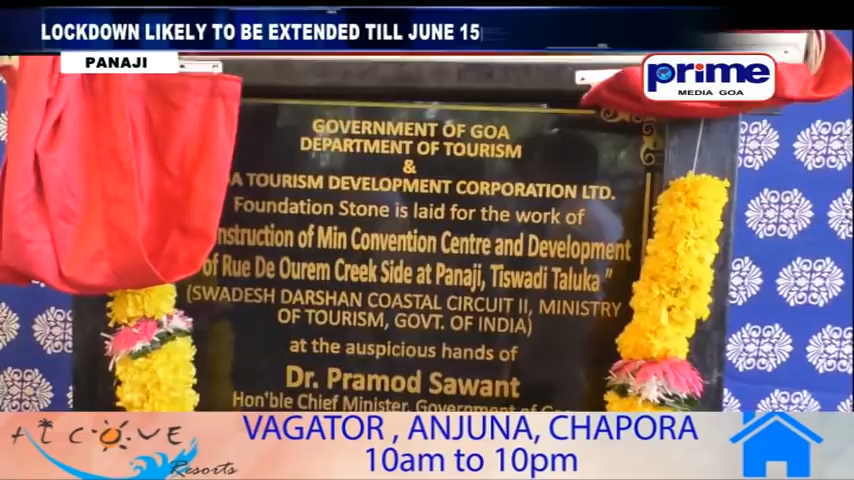 LOCKDOWN LIKELY TO BE EXTENDED TILL JUNE 15
PANAJI
prime
MEDIA GOA
GOVERNMENT OF GOA
DEPARTMENT OF TOURISM
&
TOURISM DEVELOPMENT CORPORATION LTD.
Foundation Stone is laid for the work of
of Min Convention Centre and Development
of Rue De Ourem Creek Side at Panaji, Tiswadi Taluka"
(SWADESH DARSHAN COASTAL CIRCUIT II, MINISTRY
OF TOURISM, GOVT. OF INDIA)
at the auspicious hands of
Dr. Pramod Sawant
Hon'ble Chief Minister, Government of Goa
ALCOVE
Resorts
VAGATOR , ANJUNA, CHAPORA
10am to 10pm